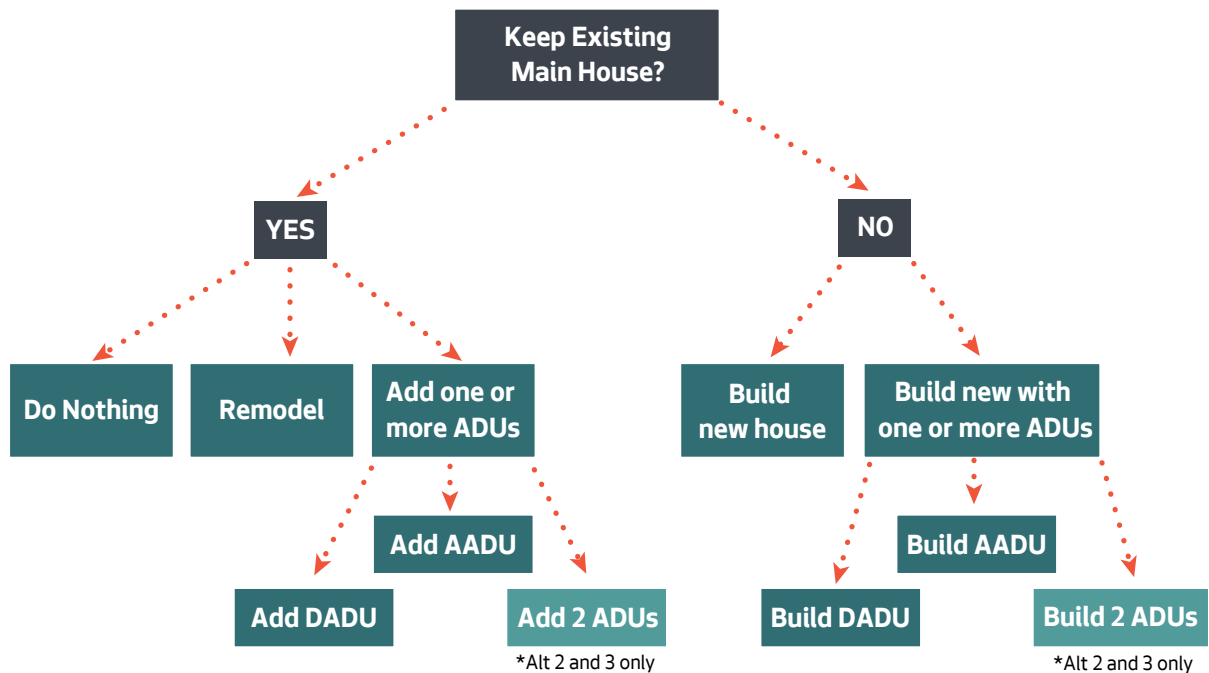 Keep Existing
Main House?
YES
NO
Do Nothing
Remodel
Add one or
more ADUs
Build
new house
Build new with
one or more ADUs
Add AADU
Build AADU
Add DADU
Add 2 ADUs
Build DADU
Build 2 ADUs
*Alt 2 and 3 only
*Alt 2 and 3 only